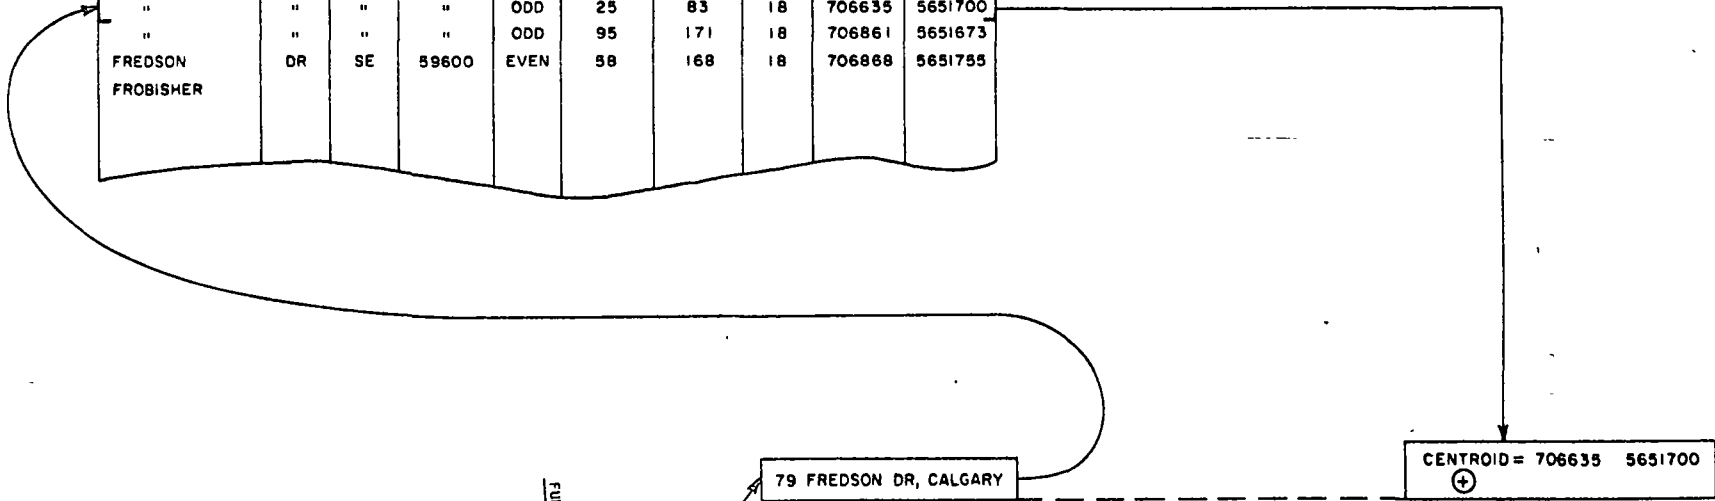 " " " " ODD 25 83 18 706635 5651700
" " " " ODD 95 171 18 706861 5651673
FREDSON DR SE 59600 EVEN 58 168 18 706868 5651755
FROBISHER
79 FREDSON DR, CALGARY
CENTROID = 706635 5651700